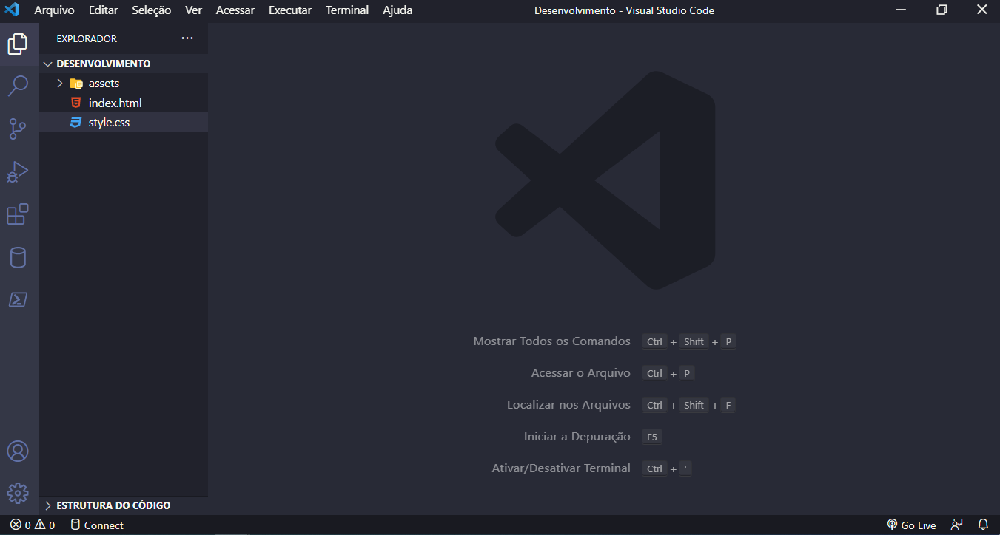 Arquivo Editar Seleção Ver Acessar Executar Terminal Ajuda Desenvolvimento - Visual Studio Code
EXPLORADOR
DESENVOLVIMENTO
assets
index.html
style.css
Mostrar Todos os Comandos Ctrl + Shift + P
Acessar o Arquivo Ctrl + P
Localizar nos Arquivos Ctrl + Shift + F
Iniciar a Depuração F5
Ativar/Desativar Terminal Ctrl + '
ESTRUTURA DO CÓDIGO
0 0 Connect Go Live